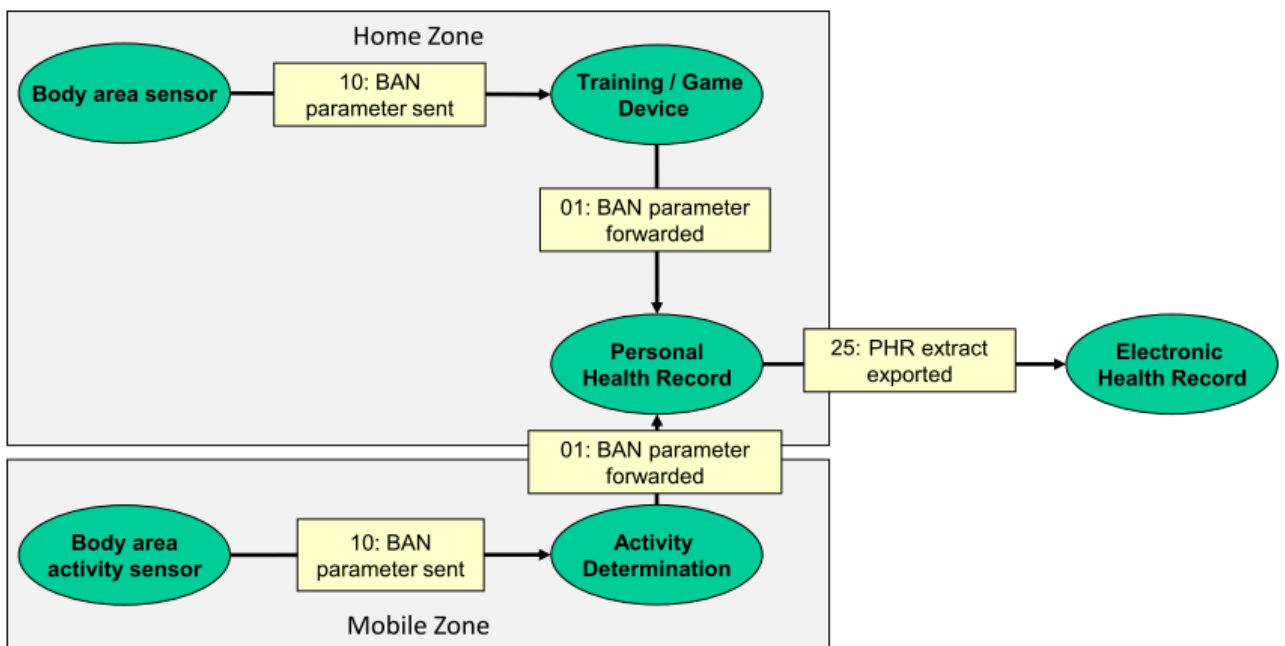 Home Zone
Body area sensor
10: BAN
parameter sent
Training / Game
Device
01: BAN parameter
forwarded
Personal
Health Record
25: PHR extract
exported
Electronic
Health Record
01: BAN parameter
forwarded
Body area
activity sensor
10: BAN
parameter sent
Activity
Determination
Mobile Zone